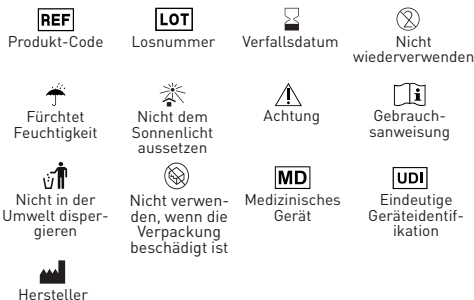 REF
LOT
2
Produkt-Code
Losnummer
Verfallsdatum
Nicht
wiederverwenden
i
Fürchtet
Feuchtigkeit
Nicht dem
Sonnenlicht
aussetzen
Achtung
Gebrauch-
sanweisung
MD
UDI
Nicht in der
Umwelt disper-
gieren
Nicht verwen-
den, wenn die
Verpackung
beschädigt ist
Medizinisches
Gerät
Eindeutige
Geräteidentif-
ikation
Hersteller